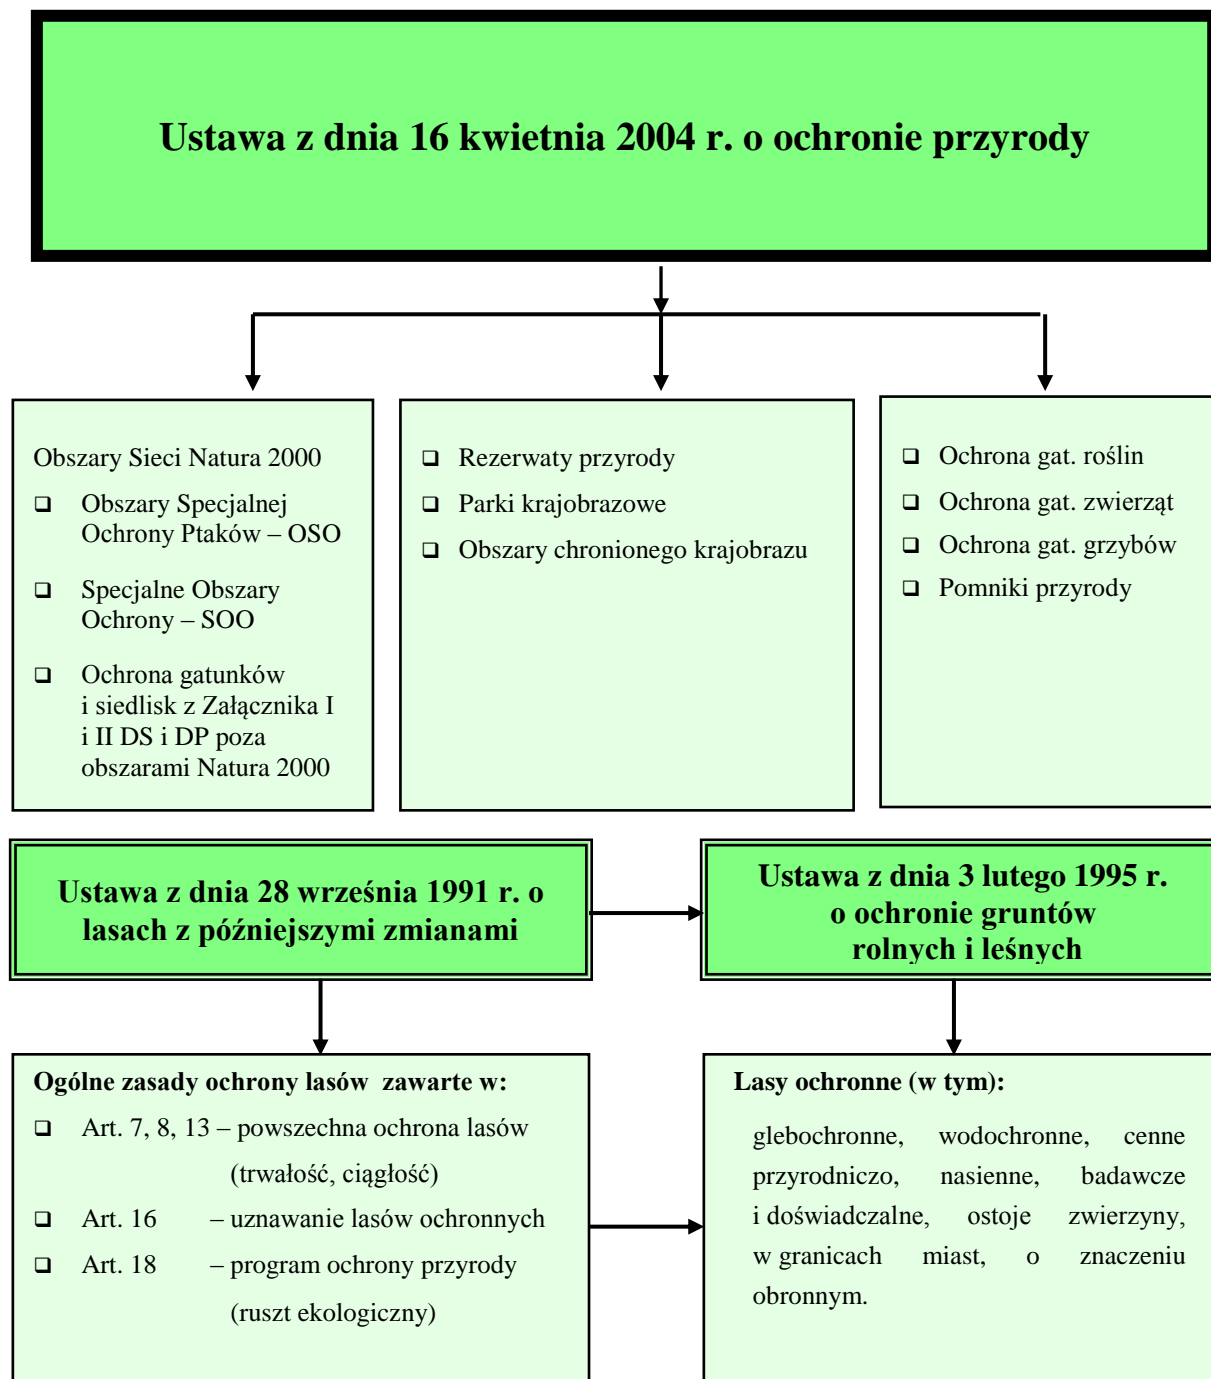 Ustawa z dnia 16 kwietnia 2004 r. o ochronie przyrody
Obszary Sieci Natura 2000
❑ Obszary Specjalnej
Ochrony Ptaków – OSO
❑ Specjalne Obszary
Ochrony – SOO
❑ Ochrona gatunków
i siedlisk z Załącznika I
i II DS i DP poza
obszarami Natura 2000
❑ Rezerwaty przyrody
❑ Parki krajobrazowe
❑ Obszary chronionego krajobrazu
❑ Ochrona gat. roślin
❑ Ochrona gat. zwierząt
❑ Ochrona gat. grzybów
❑ Pomniki przyrody
Ustawa z dnia 28 września 1991 r. o
lasach z późniejszymi zmianami
Ustawa z dnia 3 lutego 1995 r.
o ochronie gruntów
rolnych i leśnych
Ogólne zasady ochrony lasów zawarte w:
❑ Art. 7, 8, 13 – powszechna ochrona lasów
(trwałość, ciągłość)
❑ Art. 16 – uznawanie lasów ochronnych
❑ Art. 18 – program ochrony przyrody
(ruszt ekologiczny)
Lasy ochronne (w tym):
glebochronne, wodochronne, cenne
przyrodniczo, nasienne, badawcze
i doświadczalne, ostoje zwierzyny,
w granicach miast, o znaczeniu
obronnym.